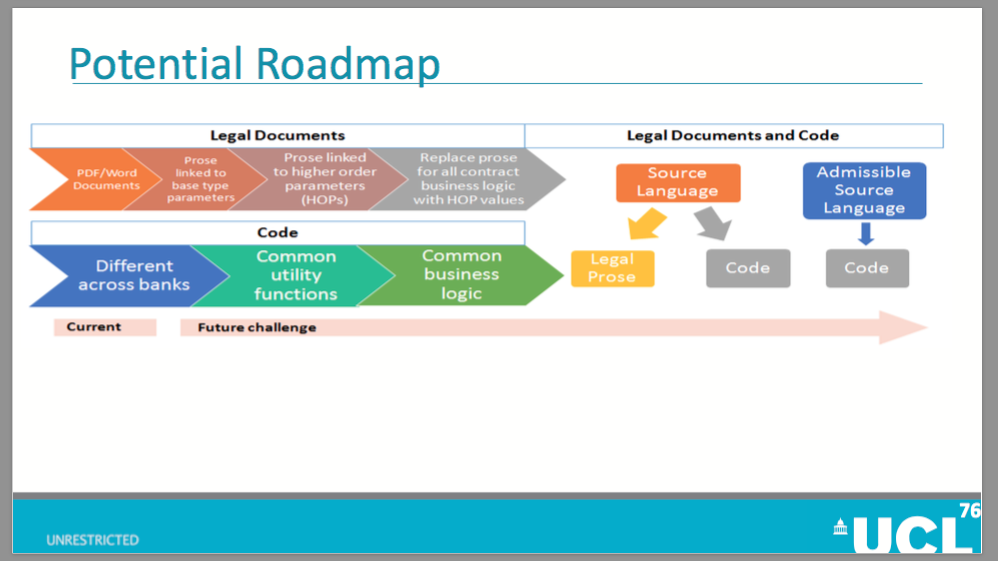 Potential Roadmap
Legal Documents
Legal Documents and Code
PDF/Word
Documents
Prose
linked to
base type
parameters
Prose linked
to higher order
parameters
(HOPs)
Replace prose
for all contract
business logic
with HOP values
Source
Language
Admissible
Source
Language
Code
Different
across banks
Common
utility
functions
Common
business
logic
Legal
Prose
Code
Code
Current
Future challenge
UNRESTRICTED
76
UCL